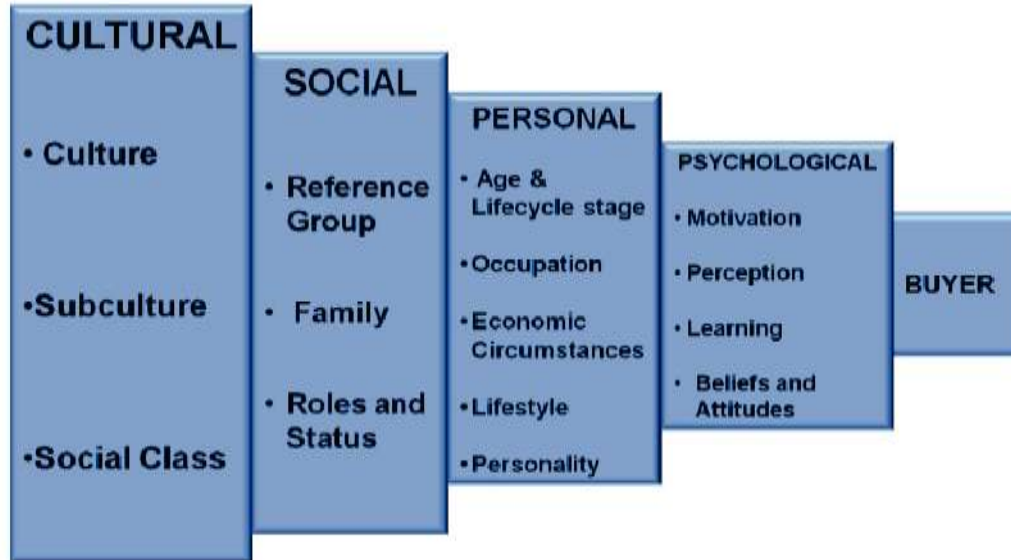 CULTURAL
• Culture
•Subculture
•Social Class
SOCIAL
• Reference
Group
• Family
• Roles and
Status
PERSONAL
• Age &
Lifecycle stage
•Occupation
•Economic
Circumstances
•Lifestyle
•Personality
PSYCHOLOGICAL
•Motivation
•Perception
•Learning
• Beliefs and
Attitudes
BUYER